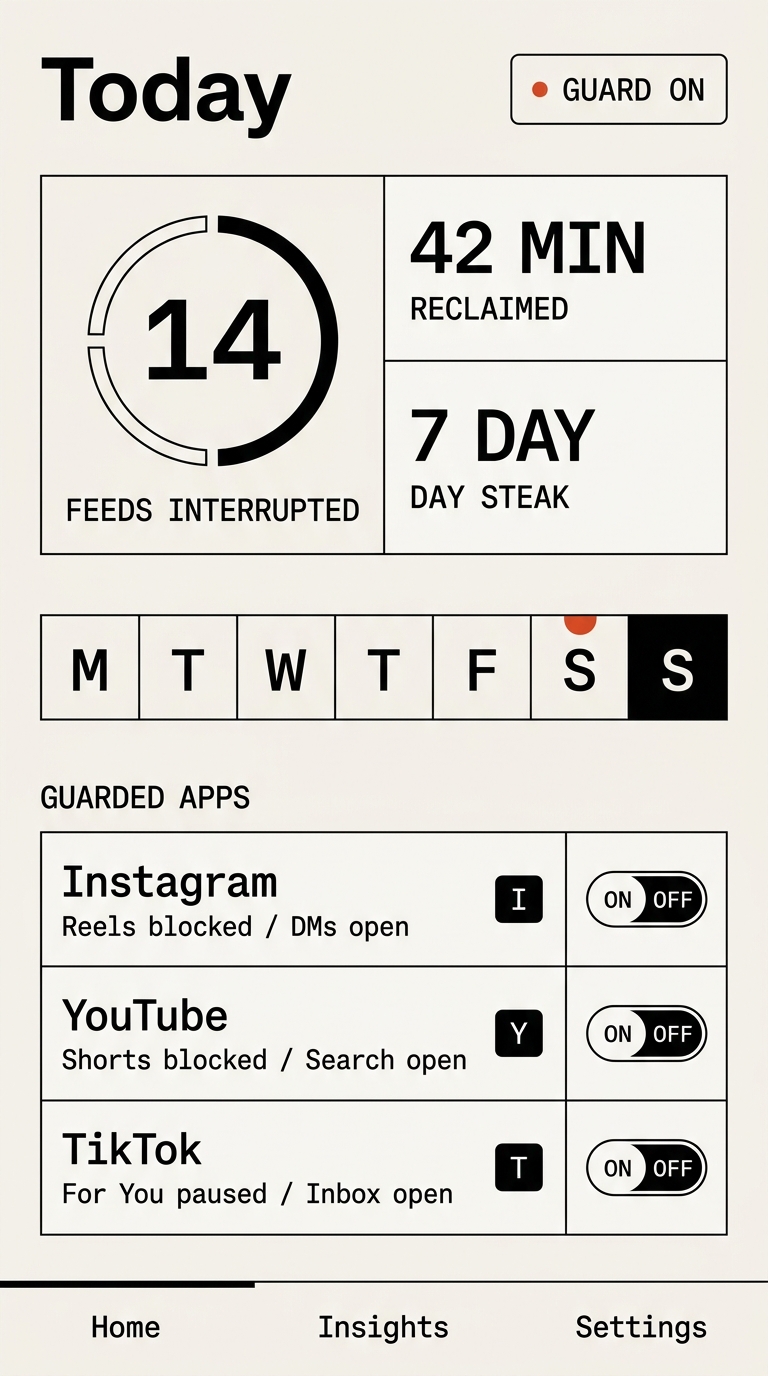 Today
GUARD ON
14
FEEDS INTERRUPTED
42 MIN
RECLAIMED
7 DAY
DAY STEAK
M T W T F S S
GUARDED APPS
Instagram
Reels blocked / DMs open
I
ON OFF
YouTube
Shorts blocked / Search open
Y
ON OFF
TikTok
For You paused / Inbox open
T
ON OFF
Home Insights Settings